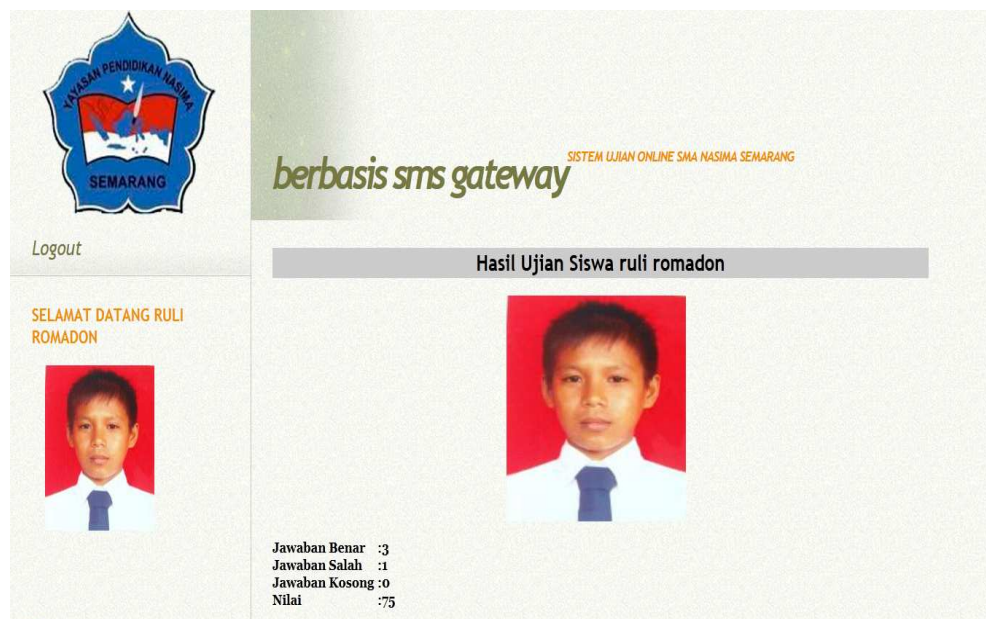 YAYASAN PENDIDIKAN NASIMA
SEMARANG
Logout
SELAMAT DATANG RULI
ROMADON
berbasis sms gateway
SISTEM UJIAN ONLINE SMA NASIMA SEMARANG
Hasil Ujian Siswa ruli romadon
Jawaban Benar :3
Jawaban Salah :1
Jawaban Kosong :0
Nilai :75